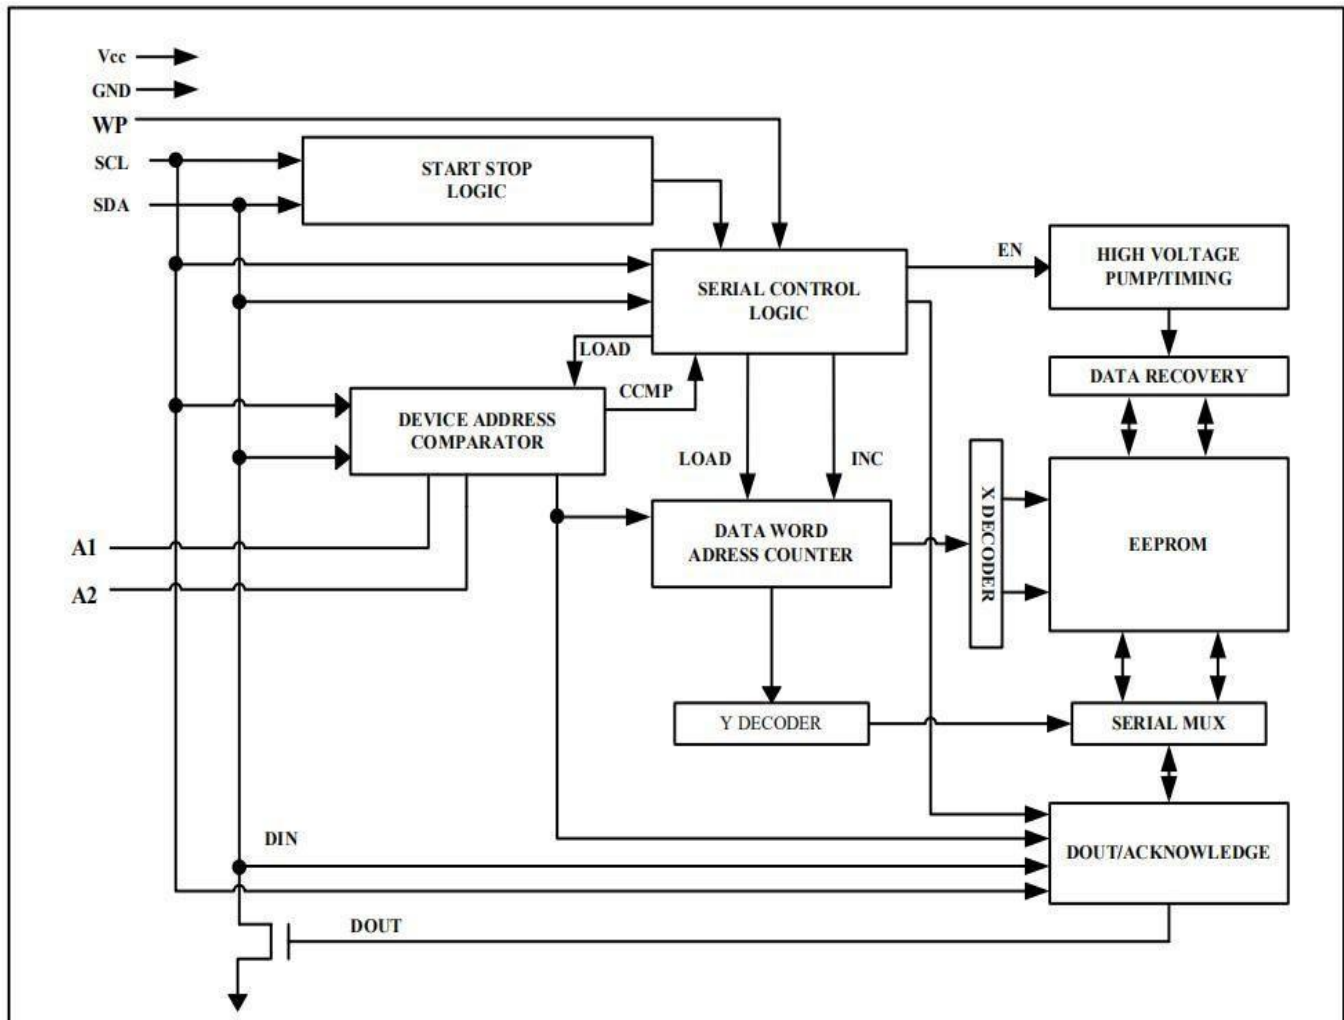 Vcc
GND
WP
SCL
SDA
START STOP
LOGIC
EN
HIGH VOLTAGE
PUMP/TIMING
SERIAL CONTROL
LOGIC
LOAD
DATA RECOVERY
CCMP
DEVICE ADDRESS
COMPARATOR
LOAD
INC
X DECODER
EEPROM
DATA WORD
ADRESS COUNTER
A1
A2
Y DECODER
SERIAL MUX
DIN
DOUT/ACKNOWLEDGE
DOUT